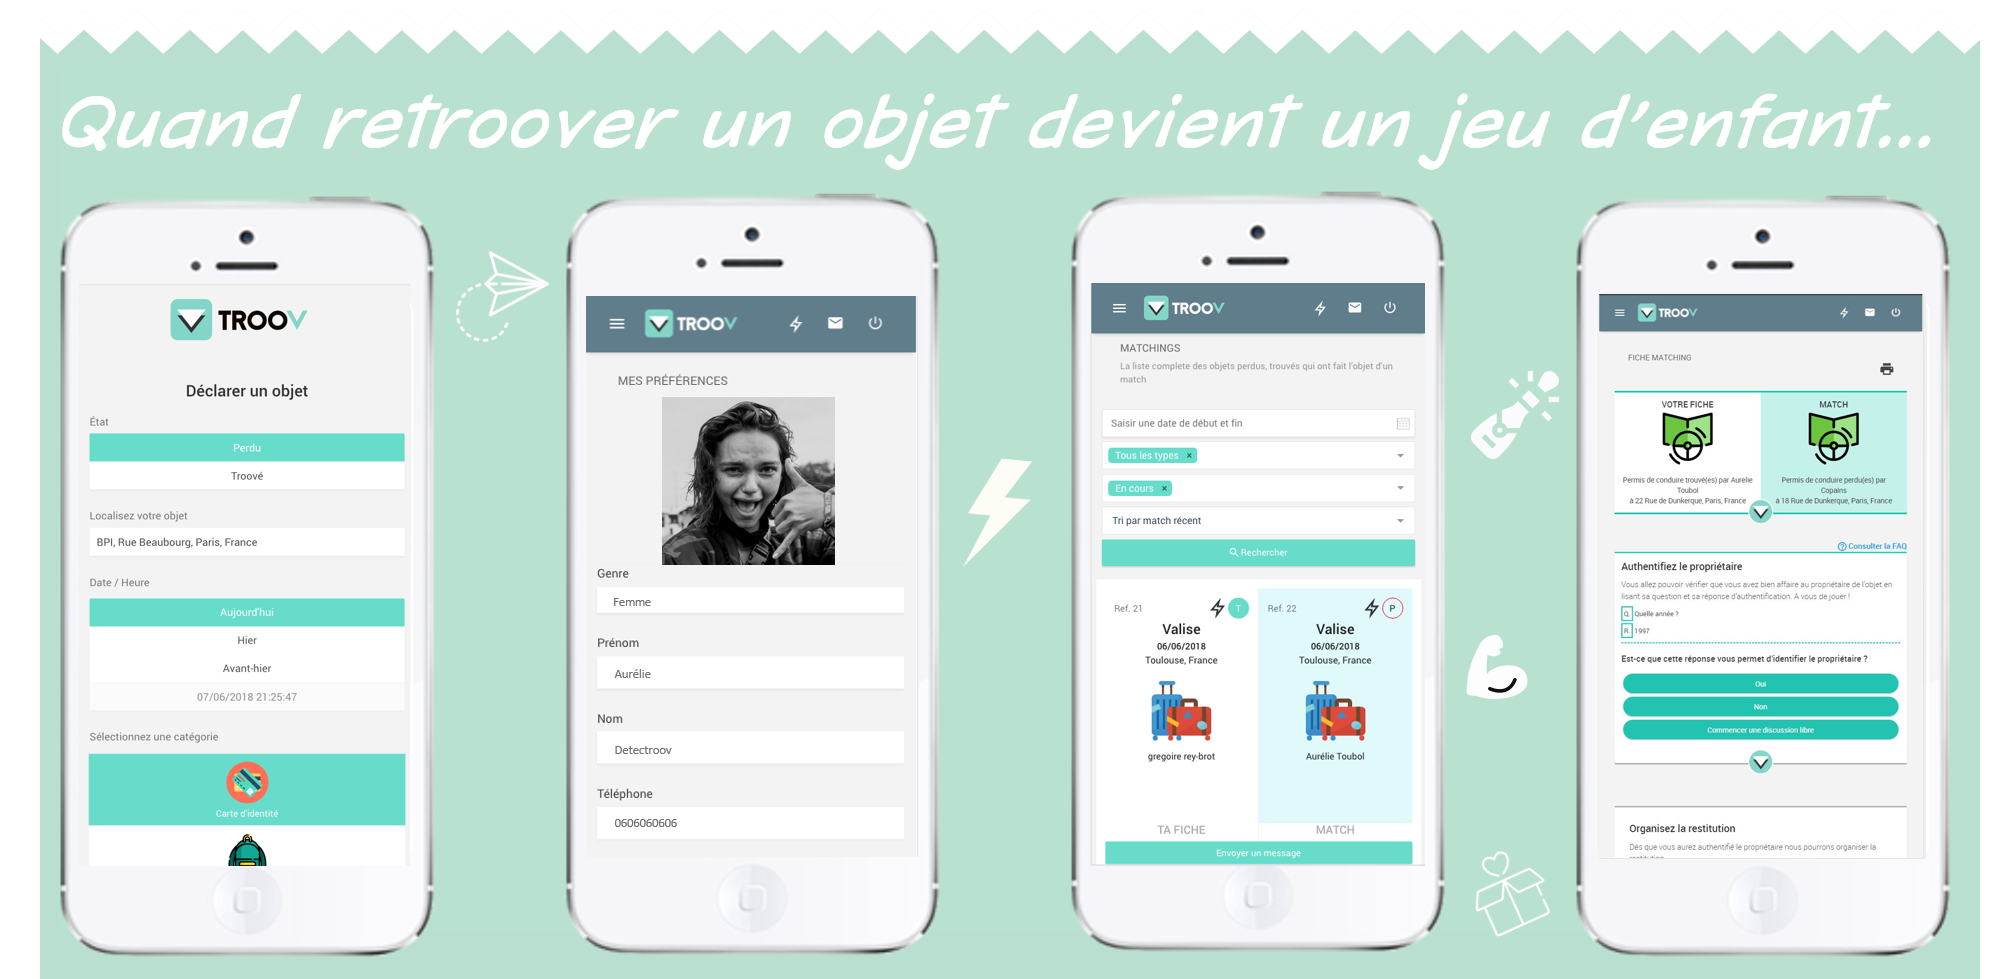 Quand retroover un objet devient un jeu d'enfant...
TROOV
Déclarer un objet
État
Perdu
Troové
Localisez votre objet
BPI, Rue Beaubourg, Paris, France
Date / Heure
Aujourd'hui
Hier
Avant-hier
07/06/2018 21:25:47
Sélectionnez une catégorie
Carte d'identité
TROOV
MES PRÉFÉRENCES
Genre
Femme
Prénom
Aurélie
Nom
Detectroov
Téléphone
0606060606
TROOV
MATCHINGS
La liste complete des objets perdus, trouvés qui ont fait l'objet d'un
match
Saisir une date de début et fin
Tous les types ×
En cours ×
Tri par match récent
Rechercher
Ref. 21
T
Valise
06/06/2018
Toulouse, France
gregoire rey-brot
TA FICHE
Ref. 22
P
Valise
06/06/2018
Toulouse, France
Aurélie Toubol
MATCH
Envoyer un message
TROOV
FICHE MATCHING
VOTRE FICHE
Permis de conduire trouvé(es) par Aurelie
Toubol
à 22 Rue de Dunkerque, Paris, France
MATCH
Permis de conduire perdu(es) par
Copains
à 18 Rue de Dunkerque, Paris, France
Consulter la FAQ
Authentifiez le propriétaire
Vous allez pouvoir vérifier que vous avez bien affaire au propriétaire de l'objet en
lisant sa question et sa réponse d'authentification. A vous de jouer !
Q. Quelle année ?
R. 1997
Est-ce que cette réponse vous permet d'identifier le propriétaire ?
Oui
Non
Commencer une discussion libre
Organisez la restitution
Dès que vous aurez authentifié le propriétaire nous pourrons organiser la